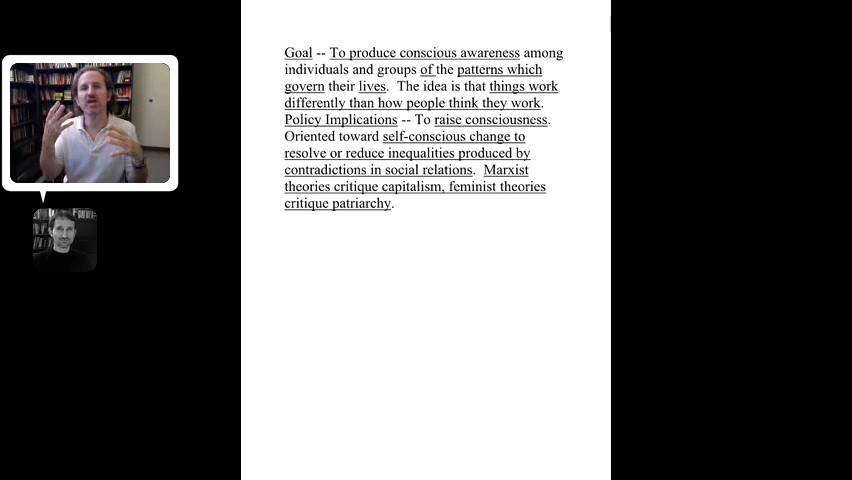 Goal -- To produce conscious awareness among
individuals and groups of the patterns which
govern their lives. The idea is that things work
differently than how people think they work.
Policy Implications -- To raise consciousness.
Oriented toward self-conscious change to
resolve or reduce inequalities produced by
contradictions in social relations. Marxist
theories critique capitalism, feminist theories
critique patriarchy.